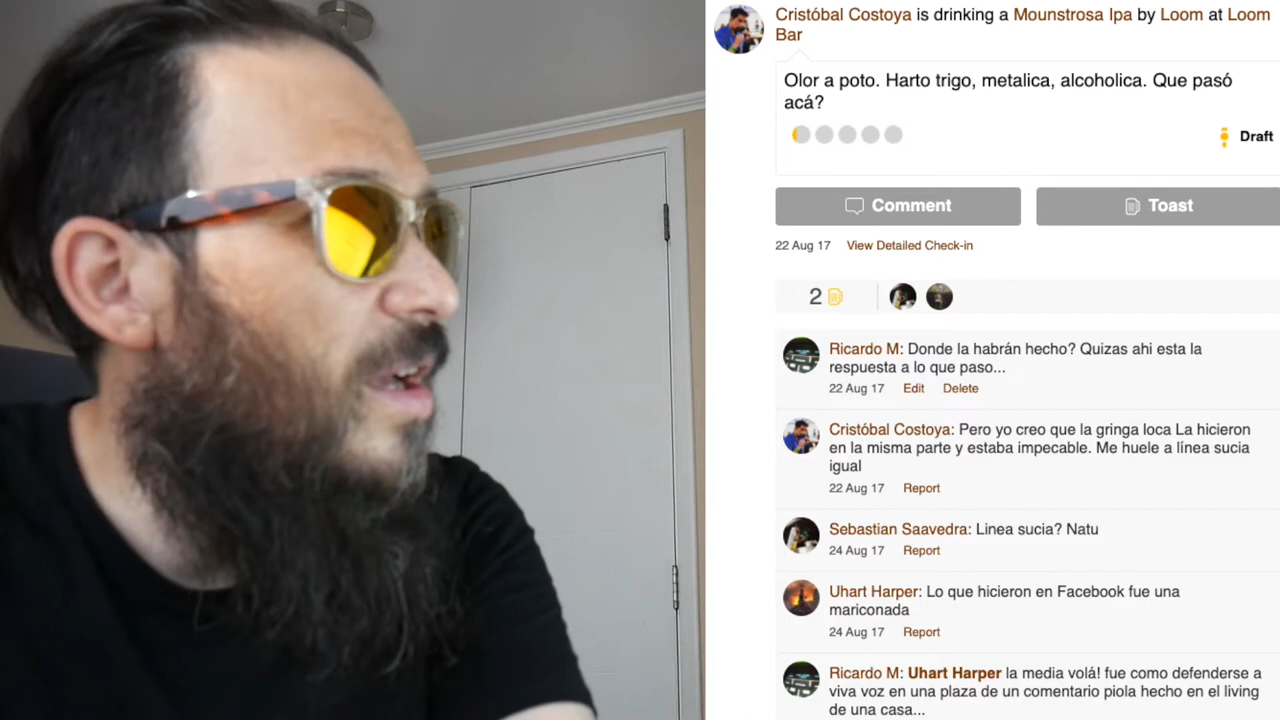 Cristóbal Costoya is drinking a Mounstrosa Ipa by Loom at Loom
Bar
Olor a poto. Harto trigo, metalica, alcoholica. Que pasó
acá?
Draft
Comment
Toast
22 Aug 17 View Detailed Check-in
2
Ricardo M: Donde la habrán hecho? Quizas ahi esta la
respuesta a lo que paso...
22 Aug 17 Edit Delete
Cristóbal Costoya: Pero yo creo que la gringa loca La hicieron
en la misma parte y estaba impecable. Me huele a línea sucia
igual
22 Aug 17 Report
Sebastian Saavedra: Linea sucia? Natu
24 Aug 17 Report
Uhart Harper: Lo que hicieron en Facebook fue una
mariconada
24 Aug 17 Report
Ricardo M: Uhart Harper la media volá! fue como defenderse a
viva voz en una plaza de un comentario piola hecho en el living
de una casa...